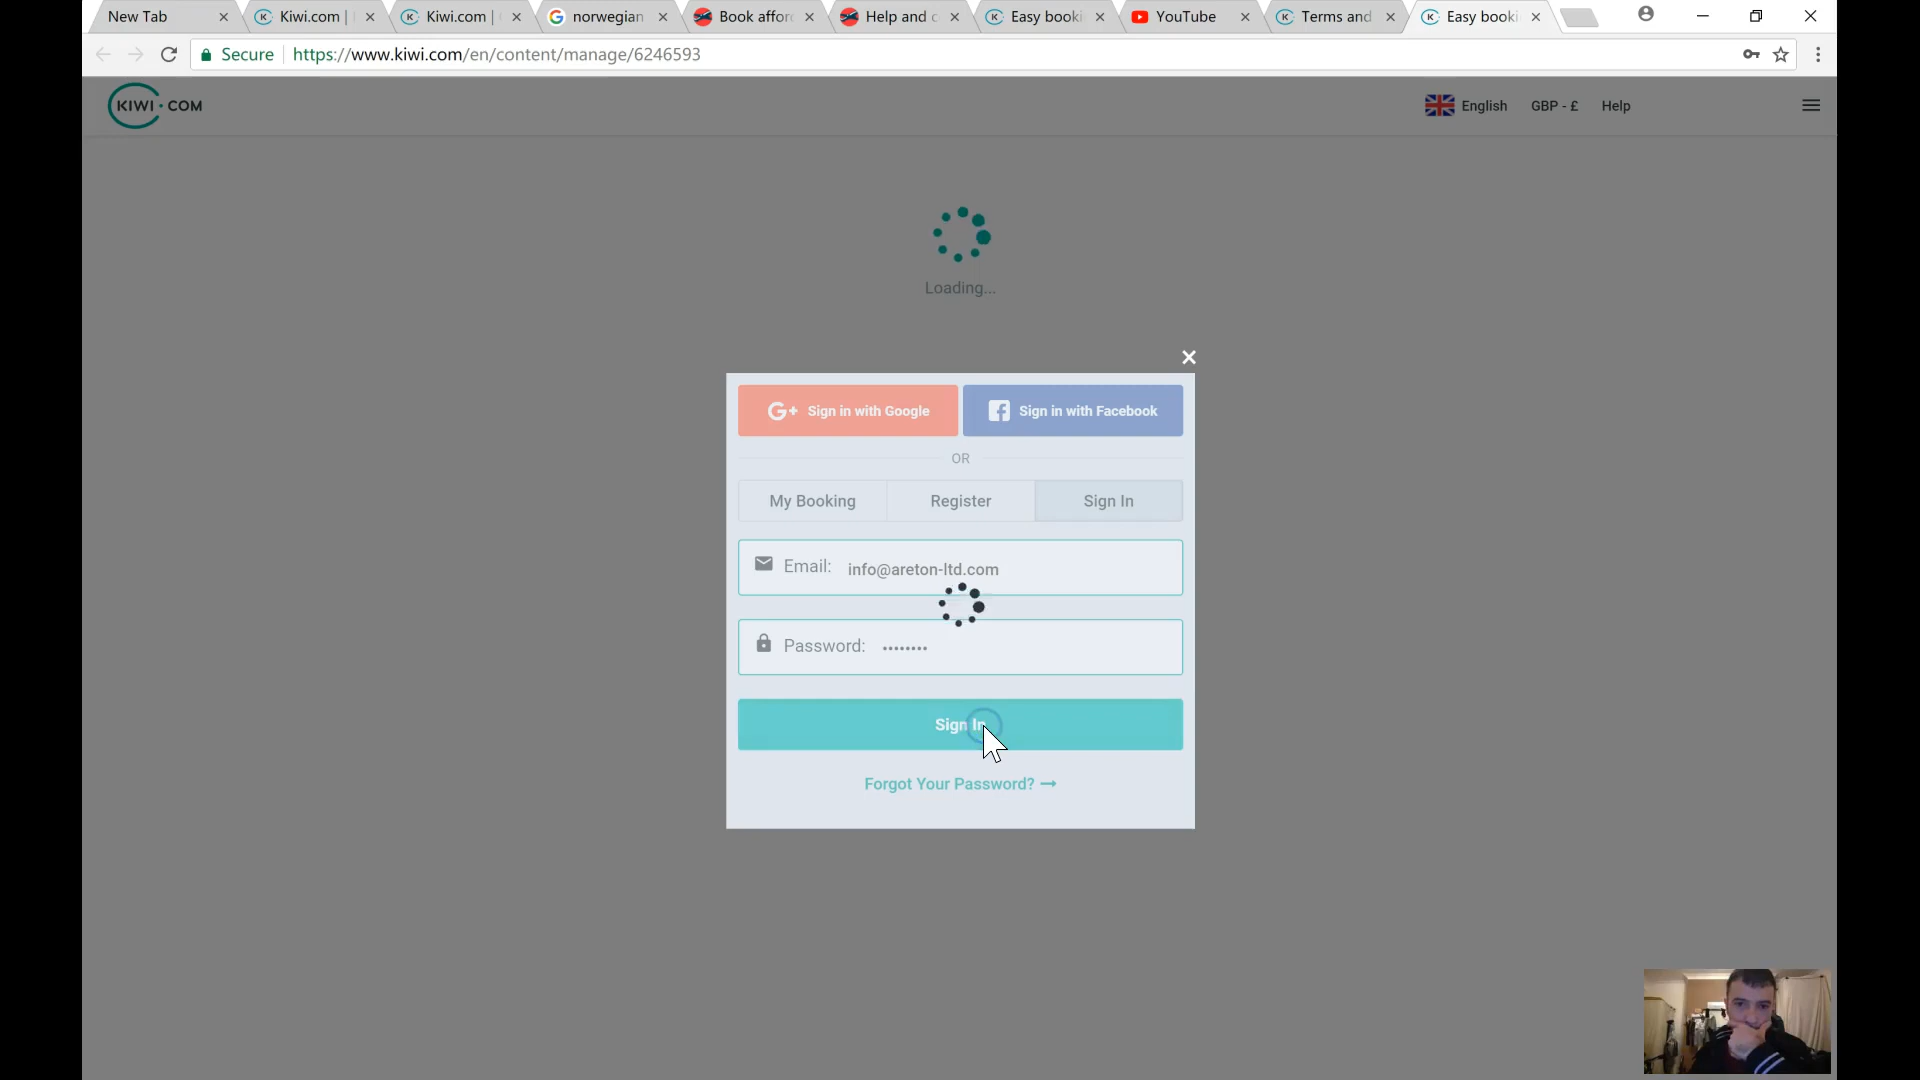 New Tab
Kiwi.com |
Kiwi.com |
norwegian
Book affor
Help and c
Easy booki
YouTube
Terms and
Easy booki
Secure
https://www.kiwi.com/en/content/manage/6246593
KIWI.COM
English
GBP - £
Help
Loading...
G+ Sign in with Google
Sign in with Facebook
OR
My Booking
Register
Sign In
Email: info@areton-ltd.com
Password: ••••••••
Sign In
Forgot Your Password? →